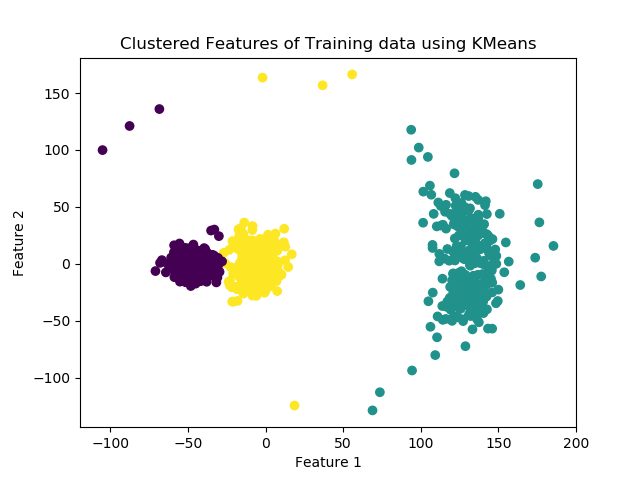 Clustered Features of Training data using KMeans
150
100
50
0
−50
−100
Feature 2
−100 −50 0 50 100 150 200
Feature 1